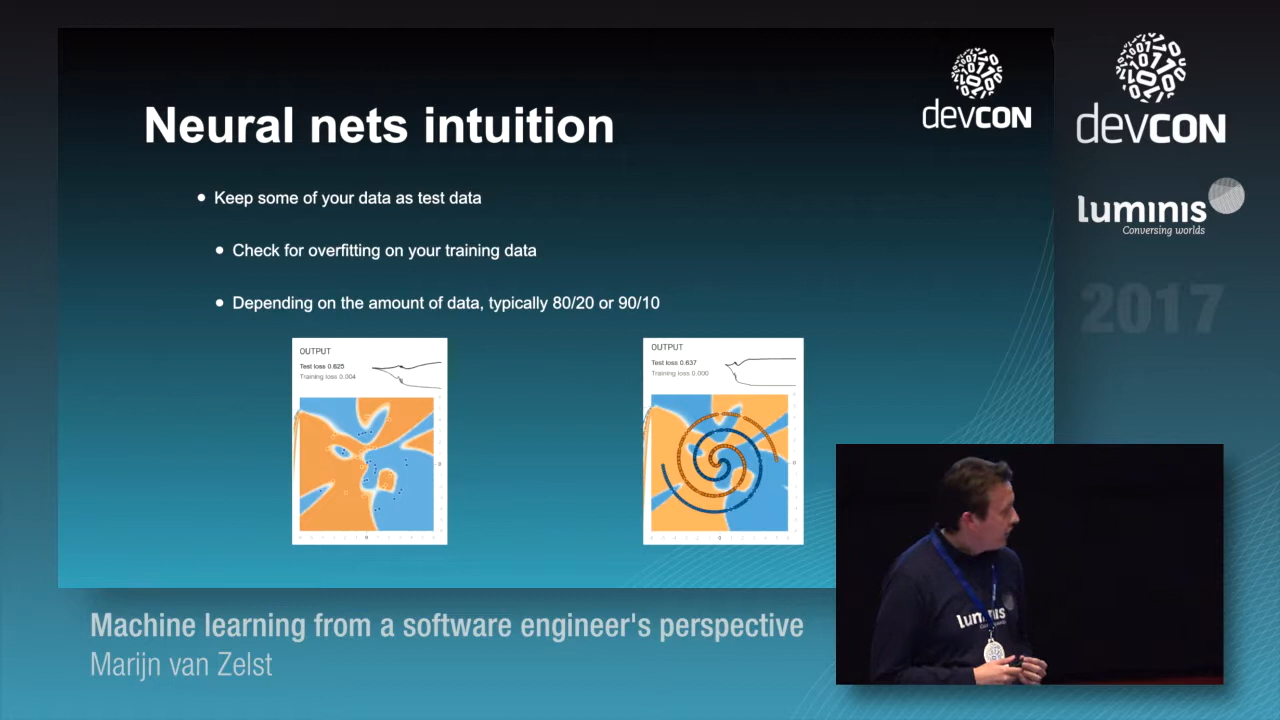 Neural nets intuition
devcon
devcon
Keep some of your data as test data
luminis
Conversing worlds
Check for overfitting on your training data
Depending on the amount of data, typically 80/20 or 90/10
2017
OUTPUT
Test loss 0.625
Training loss 0.004
OUTPUT
Test loss 0.637
Training loss 0.000
luminis
Machine learning from a software engineer's perspective
Marijn van Zelst